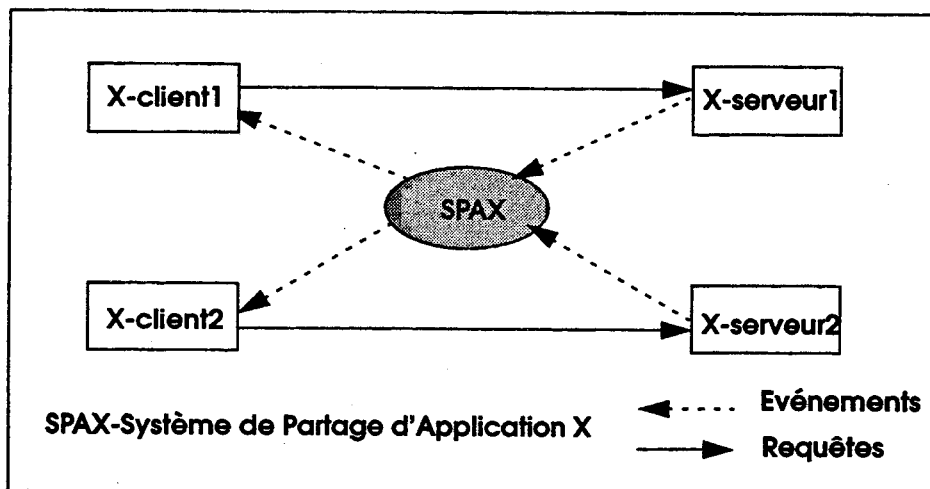 X-client1
X-serveur1
SPAX
X-client2
X-serveur2
SPAX-Système de Partage d'Application X
Evénements
Requêtes